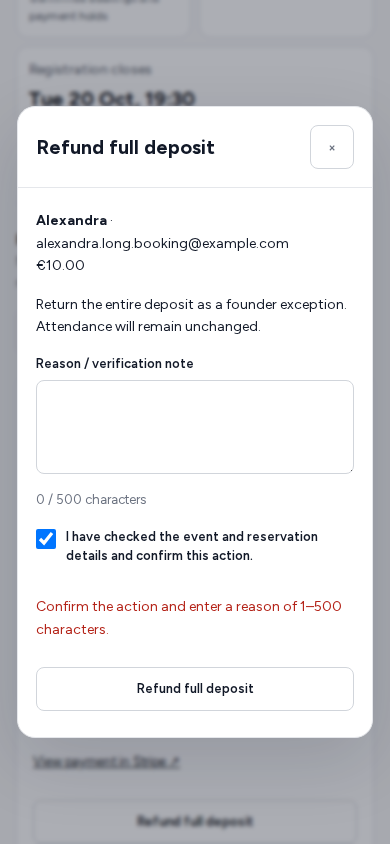 payment holds
Registration closes
Tue 20 Oct, 19:30
Refund full deposit
×
Alexandra ·
alexandra.long.booking@example.com
€10.00
Return the entire deposit as a founder exception.
Attendance will remain unchanged.
Reason / verification note
0 / 500 characters
I have checked the event and reservation
details and confirm this action.
Confirm the action and enter a reason of 1–500
characters.
Refund full deposit
View payment in Stripe ↗
Refund full deposit